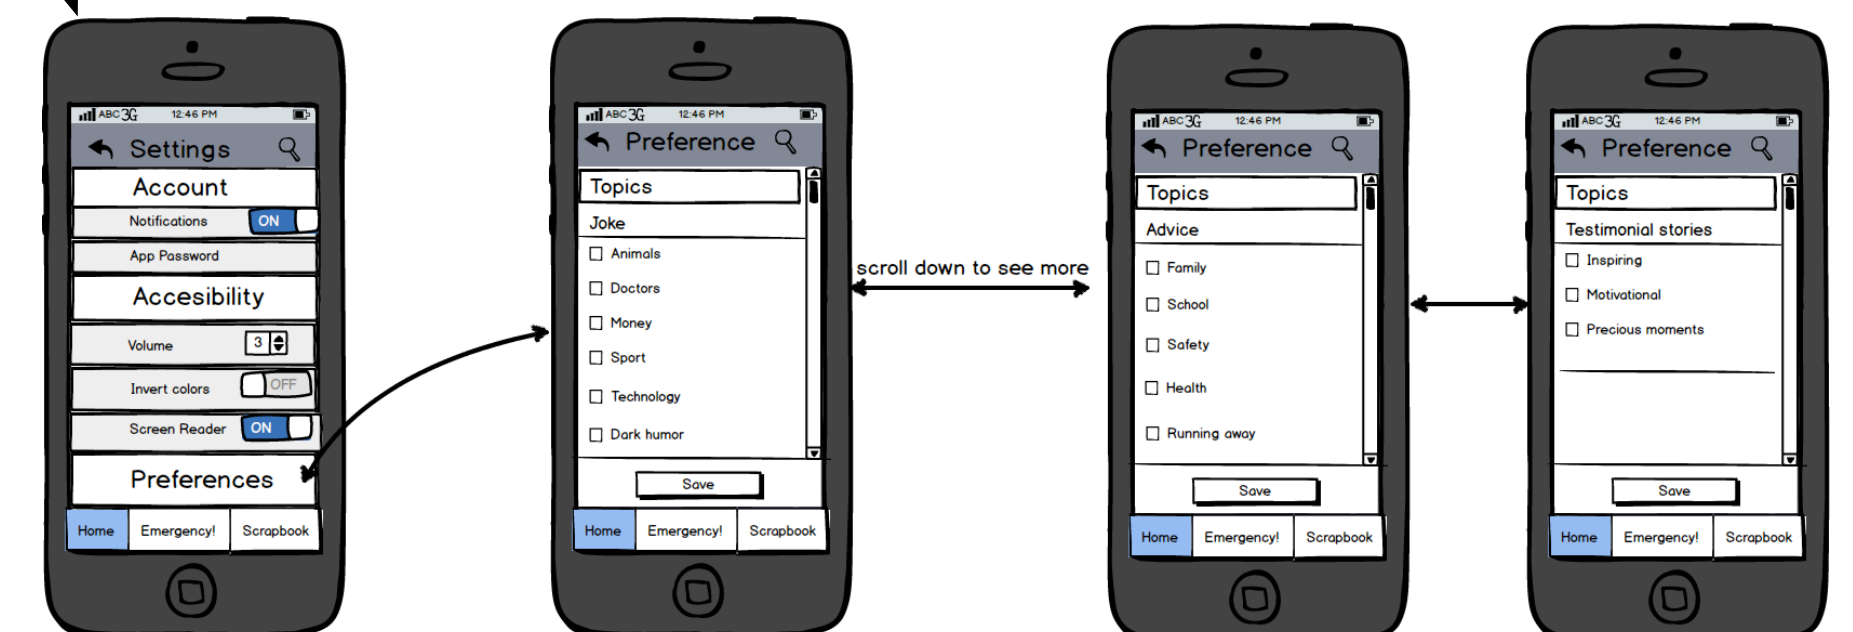 ABC 3G 12:46 PM
Settings
Account
Notifications ON
App Password
Accesibility
Volume 3
Invert colors OFF
Screen Reader ON
Preferences
Home Emergency! Scrapbook
ABC 3G 12:46 PM
Preference
Topics
Joke
Animals
Doctors
Money
Sport
Technology
Dark humor
Save
Home Emergency! Scrapbook
scroll down to see more
ABC 3G 12:46 PM
Preference
Topics
Advice
Family
School
Safety
Health
Running away
Save
Home Emergency! Scrapbook
ABC 3G 12:46 PM
Preference
Topics
Testimonial stories
Inspiring
Motivational
Precious moments
Save
Home Emergency! Scrapbook